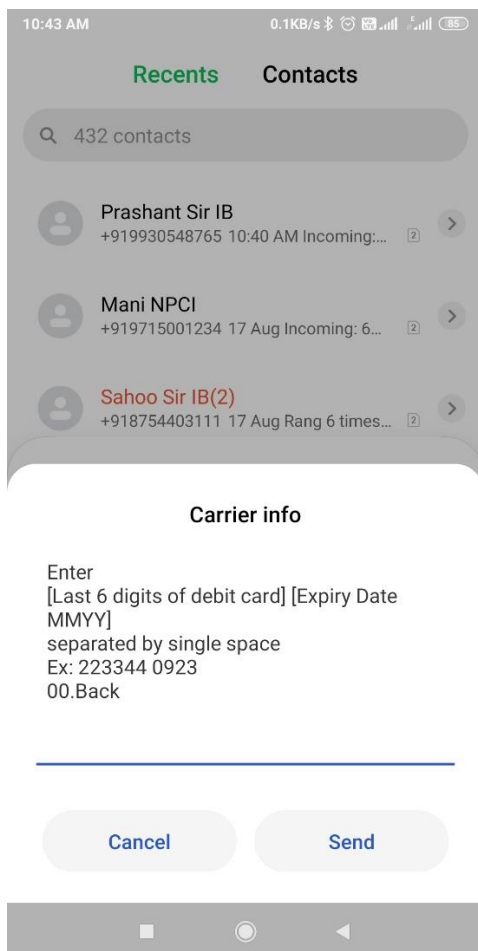 10:43 AM 0.1KB/s 85
Recents Contacts
432 contacts
Prashant Sir IB
+919930548765 10:40 AM Incoming:... 2
Mani NPCI
+919715001234 17 Aug Incoming: 6... 2
Sahoo Sir IB(2)
+918754403111 17 Aug Rang 6 times... 2
Carrier info
Enter
[Last 6 digits of debit card] [Expiry Date
MMYY]
separated by single space
Ex: 223344 0923
00.Back
Cancel Send